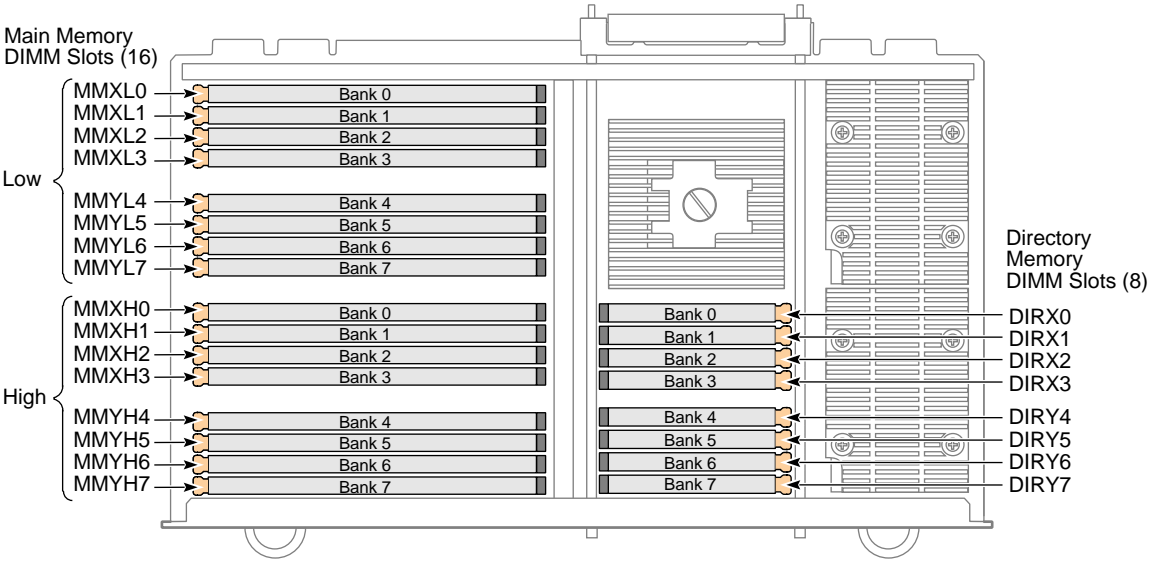 Main Memory
DIMM Slots (16)
Low
MMXL0 Bank 0
MMXL1 Bank 1
MMXL2 Bank 2
MMXL3 Bank 3
MMYL4 Bank 4
MMYL5 Bank 5
MMYL6 Bank 6
MMYL7 Bank 7
High
MMXH0 Bank 0
MMXH1 Bank 1
MMXH2 Bank 2
MMXH3 Bank 3
MMYH4 Bank 4
MMYH5 Bank 5
MMYH6 Bank 6
MMYH7 Bank 7
Directory
Memory
DIMM Slots (8)
Bank 0 DIRX0
Bank 1 DIRX1
Bank 2 DIRX2
Bank 3 DIRX3
Bank 4 DIRY4
Bank 5 DIRY5
Bank 6 DIRY6
Bank 7 DIRY7